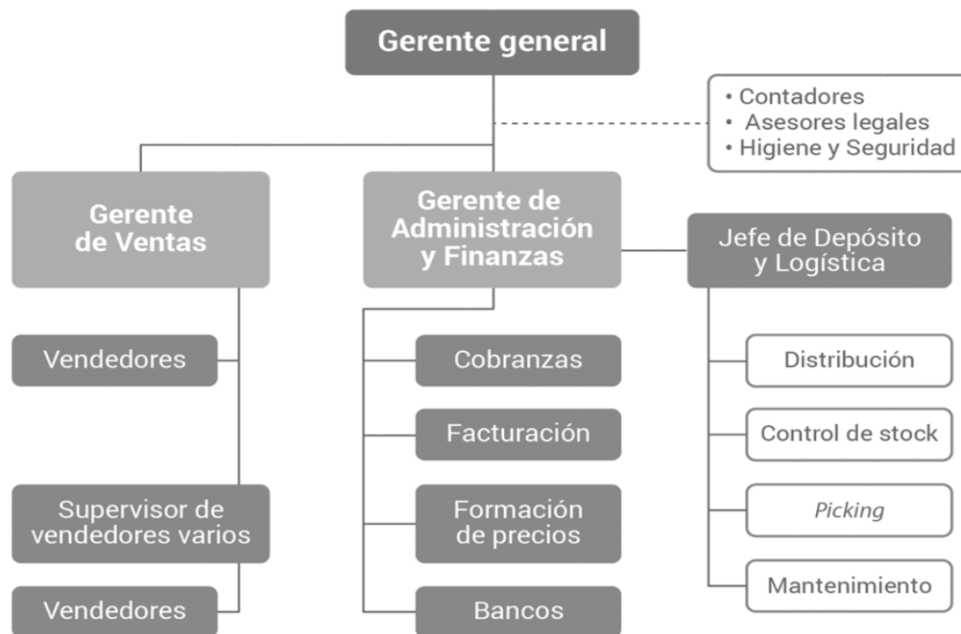 Gerente general
• Contadores
• Asesores legales
• Higiene y Seguridad
Gerente
de Ventas
Gerente de
Administración
y Finanzas
Jefe de Depósito
y Logística
Vendedores
Supervisor de
vendedores varios
Vendedores
Cobranzas
Facturación
Formación
de precios
Bancos
Distribución
Control de stock
Picking
Mantenimiento